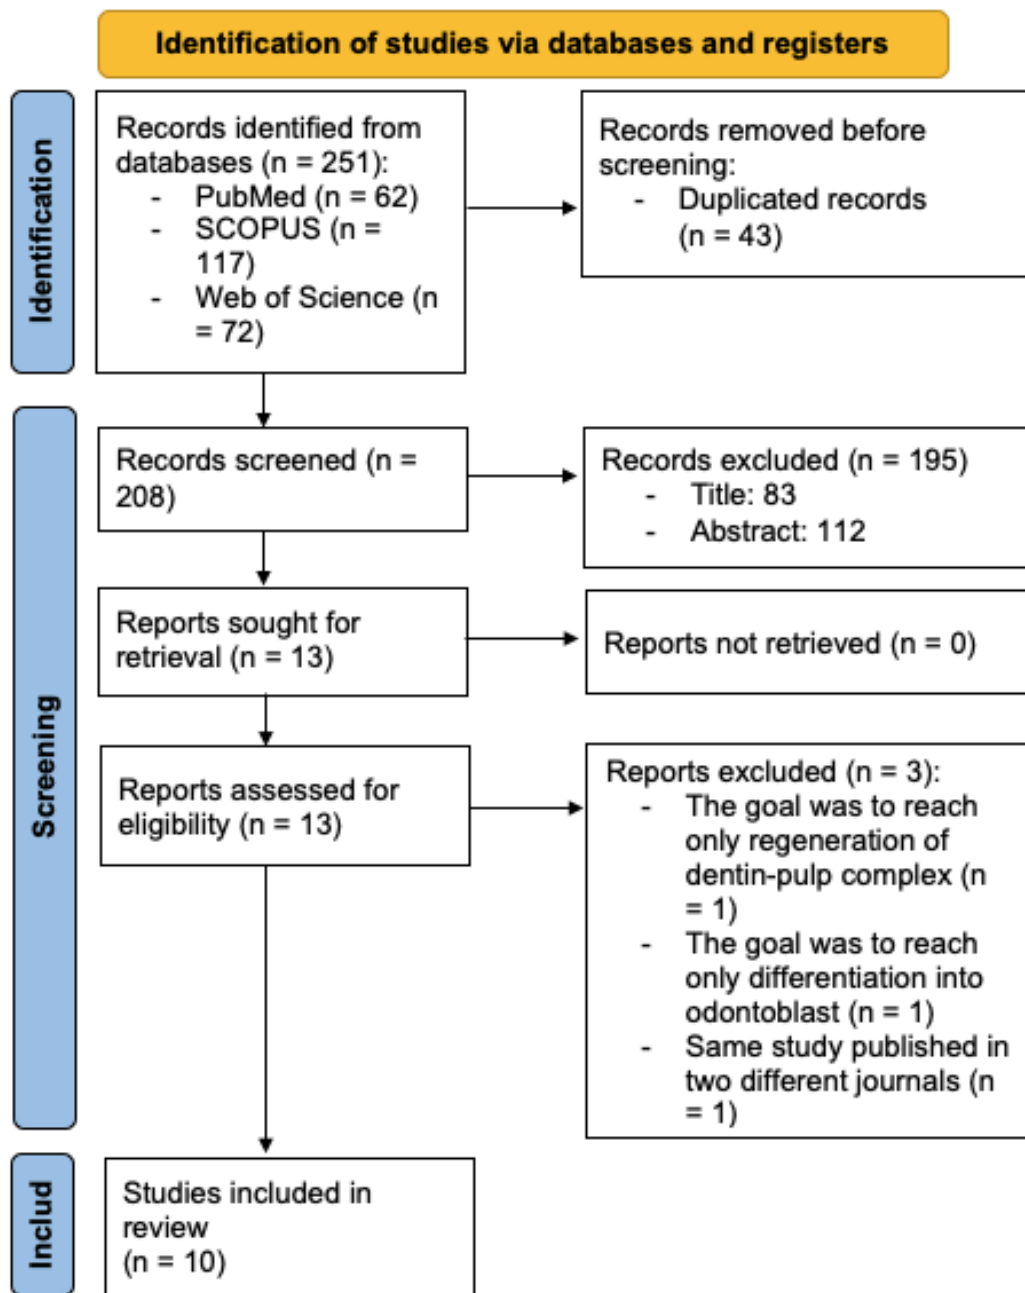 Identification of studies via databases and registers
Identification
Records identified from
databases (n = 251):
- PubMed (n = 62)
- SCOPUS (n =
117)
- Web of Science (n
= 72)
Records removed before
screening:
- Duplicated records
(n = 43)
Screening
Records screened (n =
208)
Records excluded (n = 195)
- Title: 83
- Abstract: 112
Reports sought for
retrieval (n = 13)
Reports not retrieved (n = 0)
Reports assessed for
eligibility (n = 13)
Reports excluded (n = 3):
- The goal was to reach
only regeneration of
dentin-pulp complex (n
= 1)
- The goal was to reach
only differentiation into
odontoblast (n = 1)
- Same study published in
two different journals (n
= 1)
Includ
Studies included in
review
(n = 10)